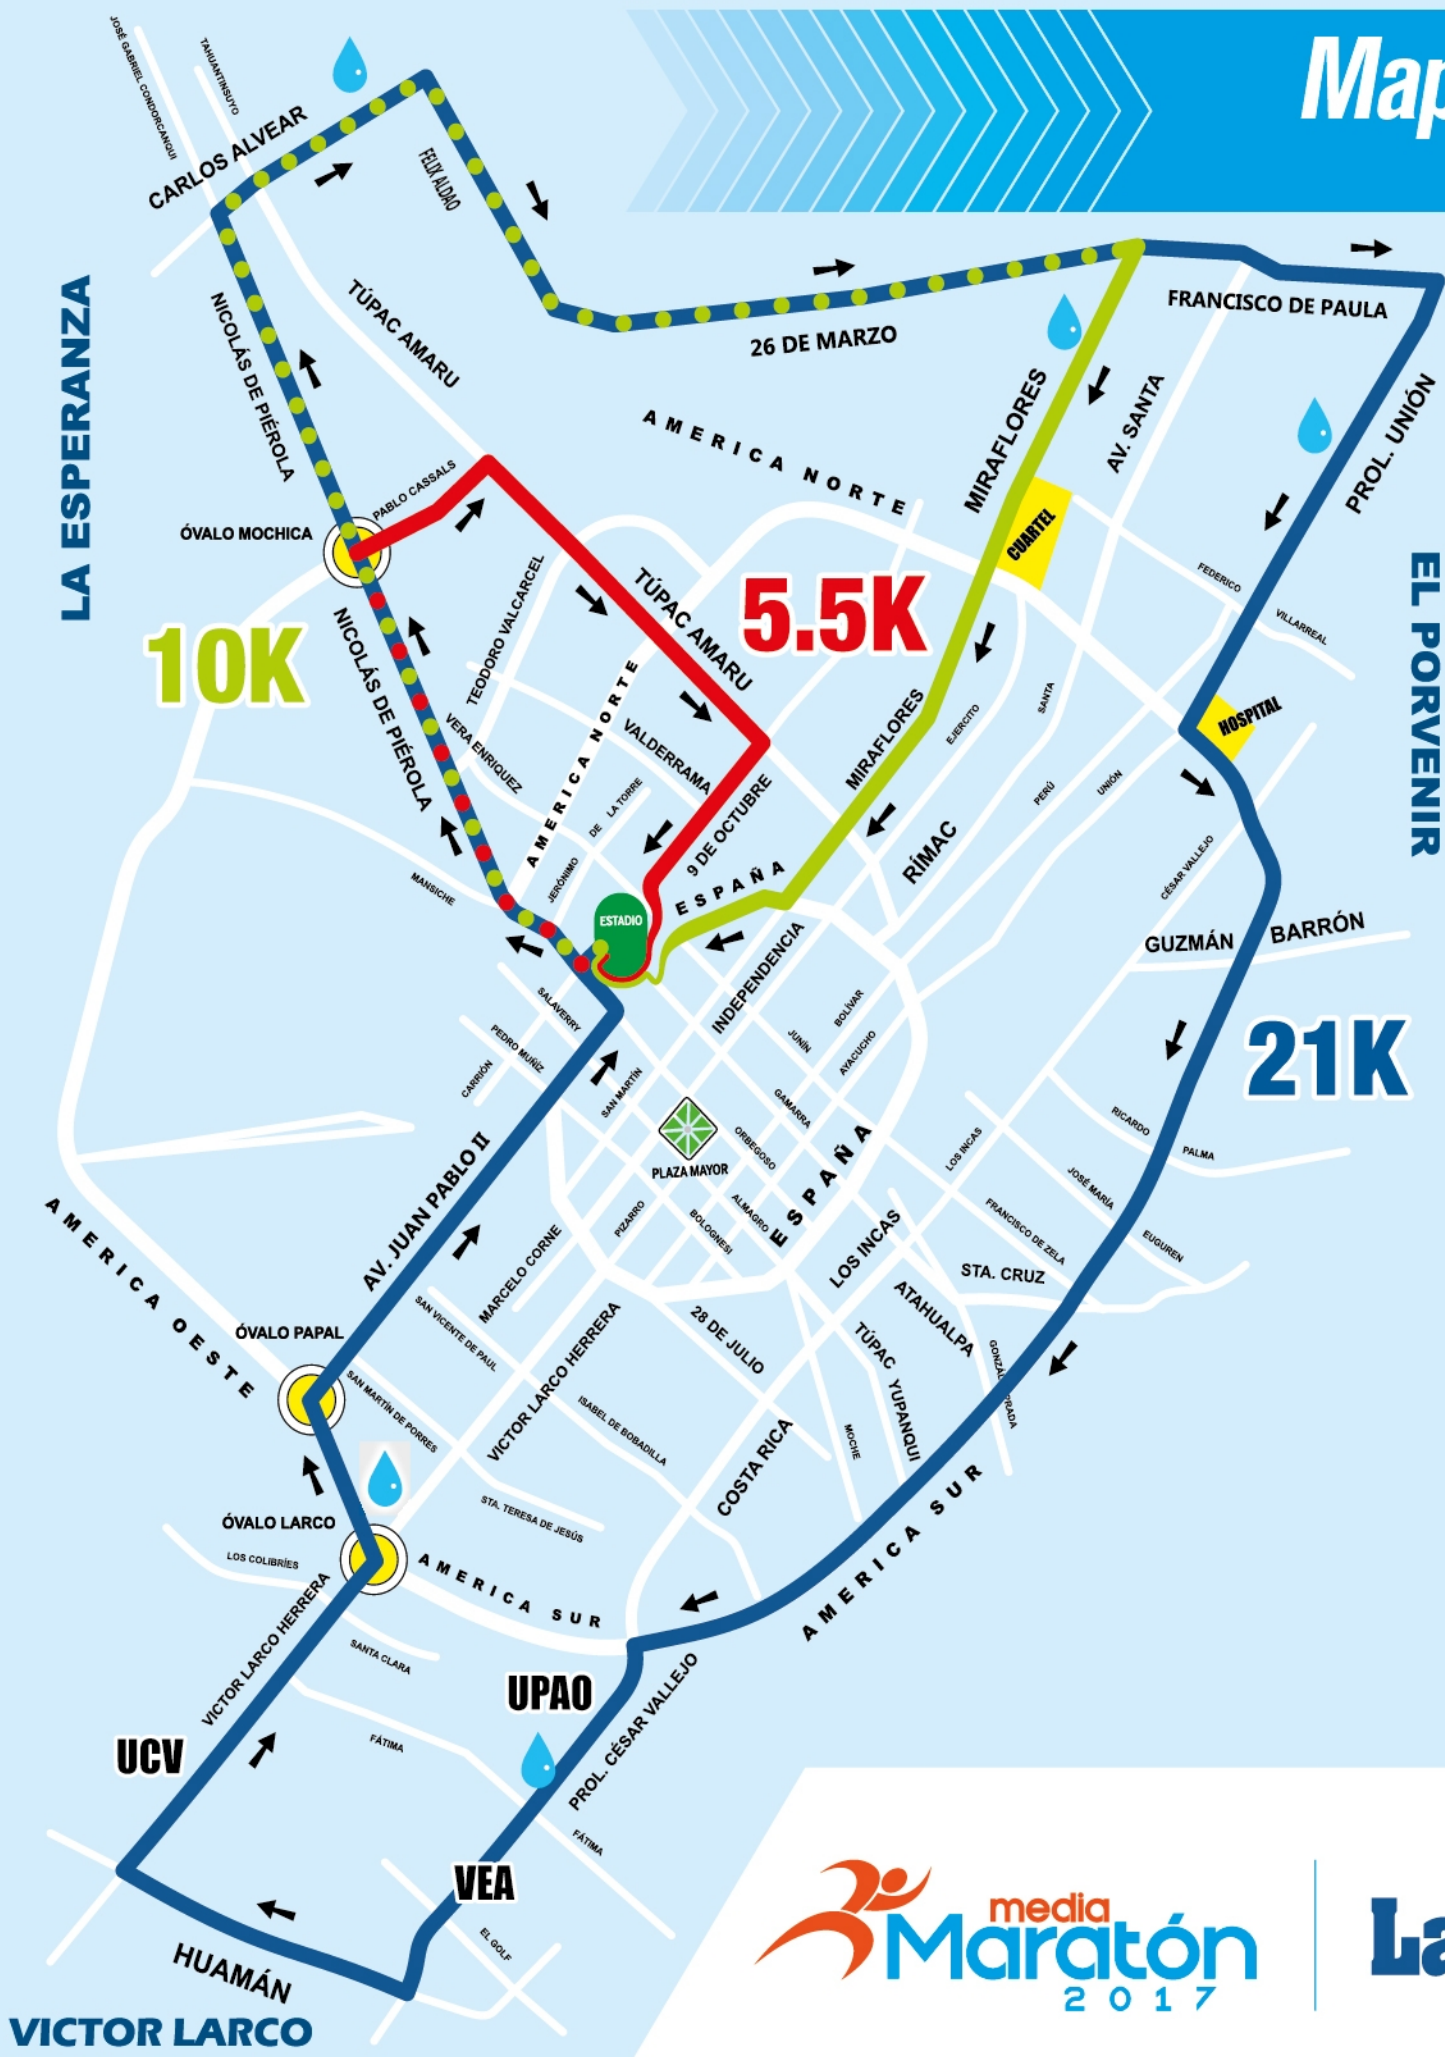 Map
JOSÉ GABRIEL CONDORCANQUI
TAHUANTINSUYO
CARLOS ALVEAR
FELIX ALDAO
LA ESPERANZA
NICOLÁS DE PIÉROLA
TÚPAC AMARU
26 DE MARZO
FRANCISCO DE PAULA
AMERICA NORTE
MIRAFLORES
AV. SANTA
PROL. UNIÓN
PABLO CASSALS
ÓVALO MOCHICA
CUARTEL
EL PORVENIR
10K
5.5K
NICOLÁS DE PIÉROLA
TEODORO VALCARCEL
TÚPAC AMARU
FEDERICO
VILLARREAL
AMERICA NORTE
VERA ENRIQUEZ
VALDERRAMA
MIRAFLORES
EJERCITO
SANTA
HOSPITAL
JERÓNIMO
DE
LA TORRE
9 DE OCTUBRE
PERÚ
UNIÓN
RÍMAC
MANSICHE
ESTADIO
ESPAÑA
CÉSAR VALLEJO
GUZMÁN
BARRÓN
INDEPENDENCIA
SALAVERRY
PEDRO MUÑIZ
CARRIÓN
SAN MARTÍN
JUNÍN
BOLÍVAR
AYACUCHO
21K
GAMARRA
ORBEGOSO
PLAZA MAYOR
ESPAÑA
LOS INCAS
RICARDO
PALMA
AV. JUAN PABLO II
PIZARRO
BOLOGNESI
ALMAGRO
JOSÉ MARÍA
EUGUREN
FRANCISCO DE ZELA
AMERICA OESTE
MARCELO CORNE
LOS INCAS
STA. CRUZ
ATAHUALPA
ÓVALO PAPAL
SAN VICENTE DE PAUL
VICTOR LARCO HERRERA
28 DE JULIO
TÚPAC
YUPANQUI
SAN MARTÍN DE PORRES
ISABEL DE BOBADILLA
COSTA RICA
MOCHE
STA. TERESA DE JESÚS
AMERICA SUR
ÓVALO LARCO
LOS COLIBRÍES
AMERICA SUR
VICTOR LARCO HERRERA
SANTA CLARA
UPAO
PROL. CÉSAR VALLEJO
UCV
FÁTIMA
FÁTIMA
VEA
EL GOLF
HUAMÁN
VICTOR LARCO
media
Maratón
2017
La